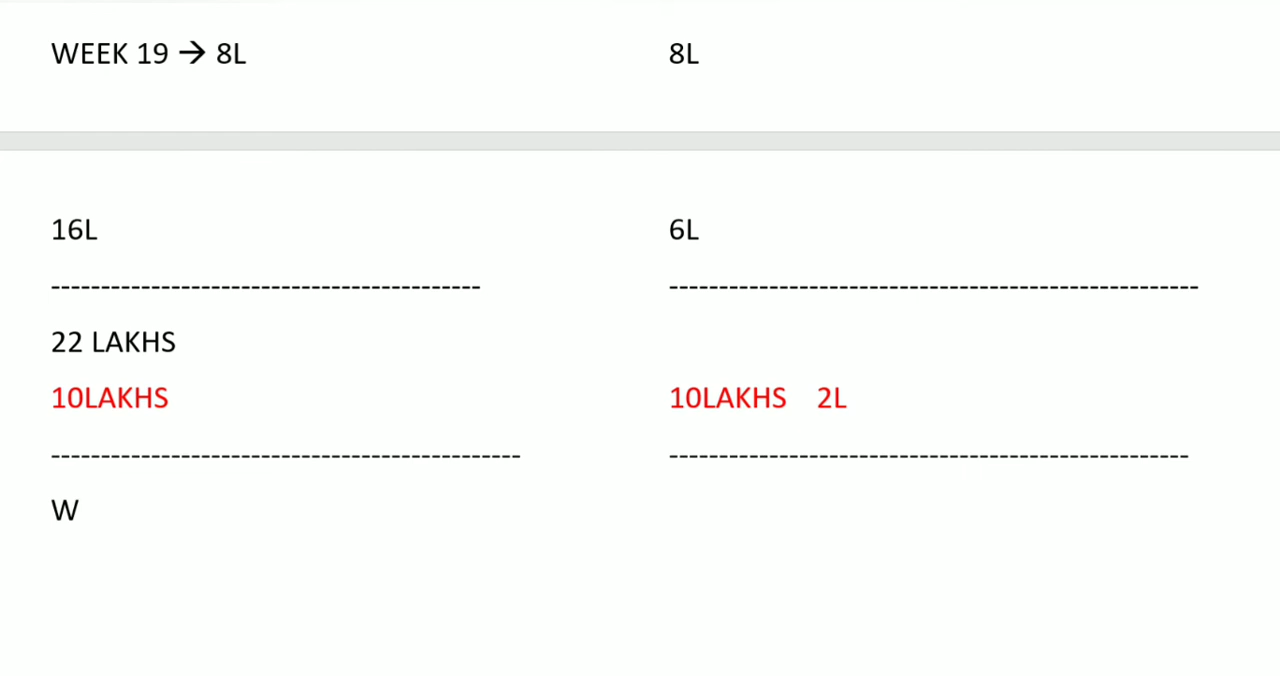 WEEK 19 → 8L 8L
16L 6L
------------------------------------------- -----------------------------------------------------
22 LAKHS
10LAKHS 10LAKHS 2L
----------------------------------------------- ----------------------------------------------------
W